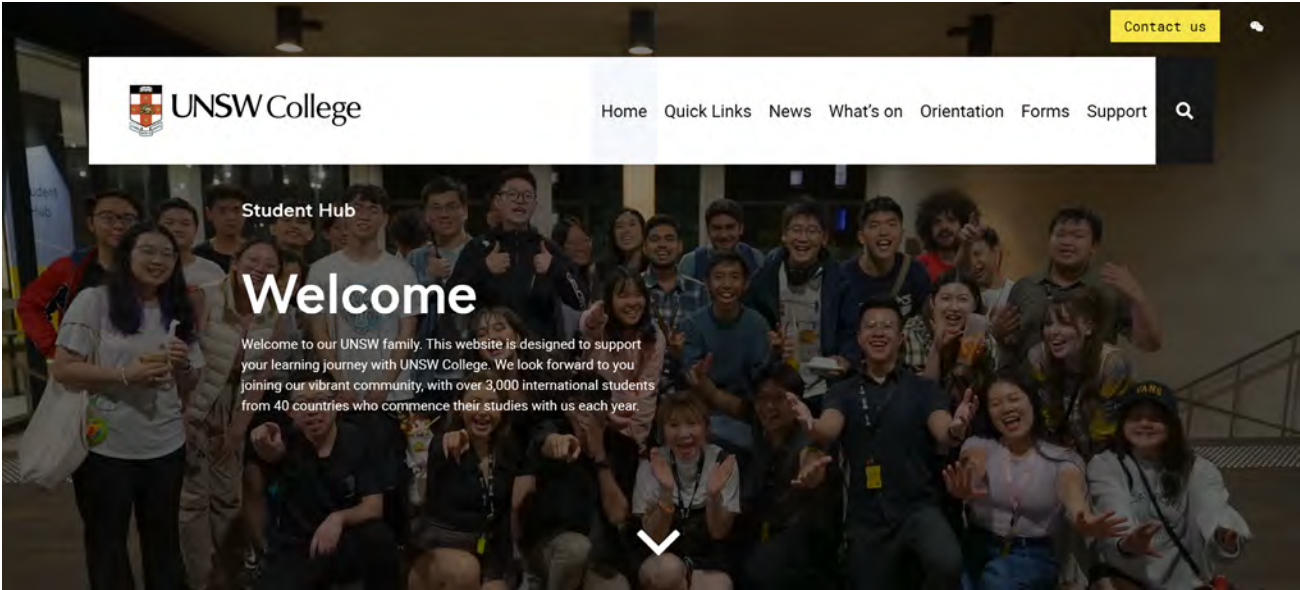 Contact us
UNSW College
Home Quick Links News What's on Orientation Forms Support
Student Hub
Welcome
Welcome to our UNSW family. This website is designed to support
your learning journey with UNSW College. We look forward to you
joining our vibrant community, with over 3,000 international students
from 40 countries who commence their studies with us each year.
VANS